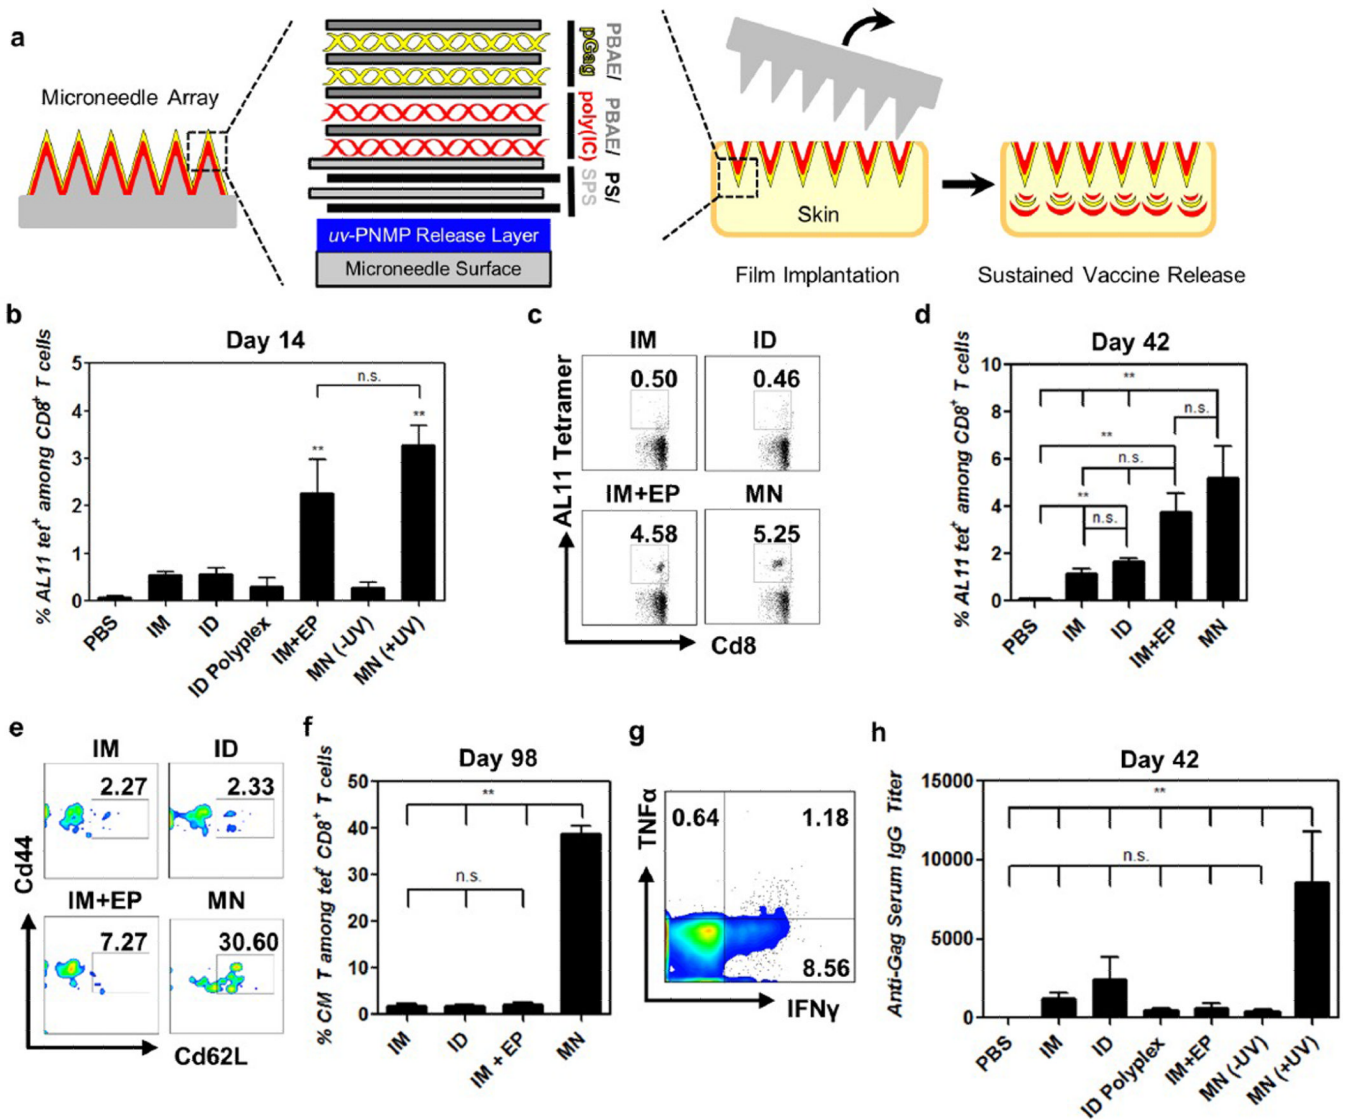 a
Microneedle Array
PBAE/
pGag
PBAE/
poly(IC)
PS/
SPS
uv-PNMP Release Layer
Microneedle Surface
Skin
Film Implantation
Sustained Vaccine Release
b
Day 14
% AL11 tet⁺ among CD8⁺ T cells
5
4
3
2
1
0
n.s.
**
**
PBS
IM
ID
ID Polyplex
IM+EP
MN (-UV)
MN (+UV)
c
IM
ID
0.50
0.46
IM+EP
MN
4.58
5.25
AL11 Tetramer
Cd8
d
Day 42
% AL11 tet⁺ among CD8⁺ T cells
10
8
6
4
2
0
**
n.s.
**
n.s.
**
n.s.
PBS
IM
ID
IM+EP
MN
e
IM
ID
2.27
2.33
IM+EP
MN
7.27
30.60
Cd44
Cd62L
f
Day 98
% CM T among tet⁺ CD8⁺ T cells
50
40
30
20
10
0
**
n.s.
IM
ID
IM + EP
MN
g
TNFα
0.64
1.18
8.56
IFNγ
h
Day 42
Anti-Gag Serum IgG Titer
15000
10000
5000
0
**
n.s.
PBS
IM
ID
ID Polyplex
IM+EP
MN (-UV)
MN (+UV)